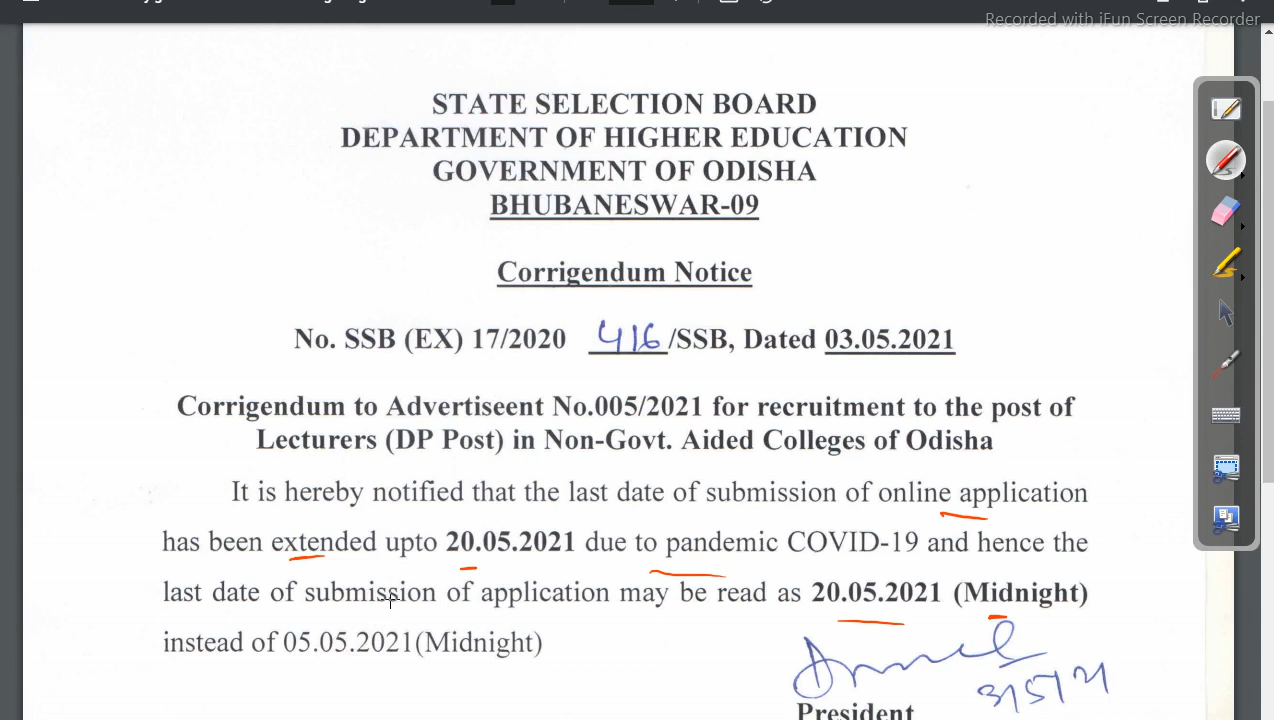 Recorded with iFun Screen Recorder
STATE SELECTION BOARD
DEPARTMENT OF HIGHER EDUCATION
GOVERNMENT OF ODISHA
BHUBANESWAR-09
Corrigendum Notice
No. SSB (EX) 17/2020 416/SSB, Dated 03.05.2021
Corrigendum to Advertiseent No.005/2021 for recruitment to the post of
Lecturers (DP Post) in Non-Govt. Aided Colleges of Odisha
It is hereby notified that the last date of submission of online application
has been extended upto 20.05.2021 due to pandemic COVID-19 and hence the
last date of submission of application may be read as 20.05.2021 (Midnight)
instead of 05.05.2021(Midnight)
3/5/21
President